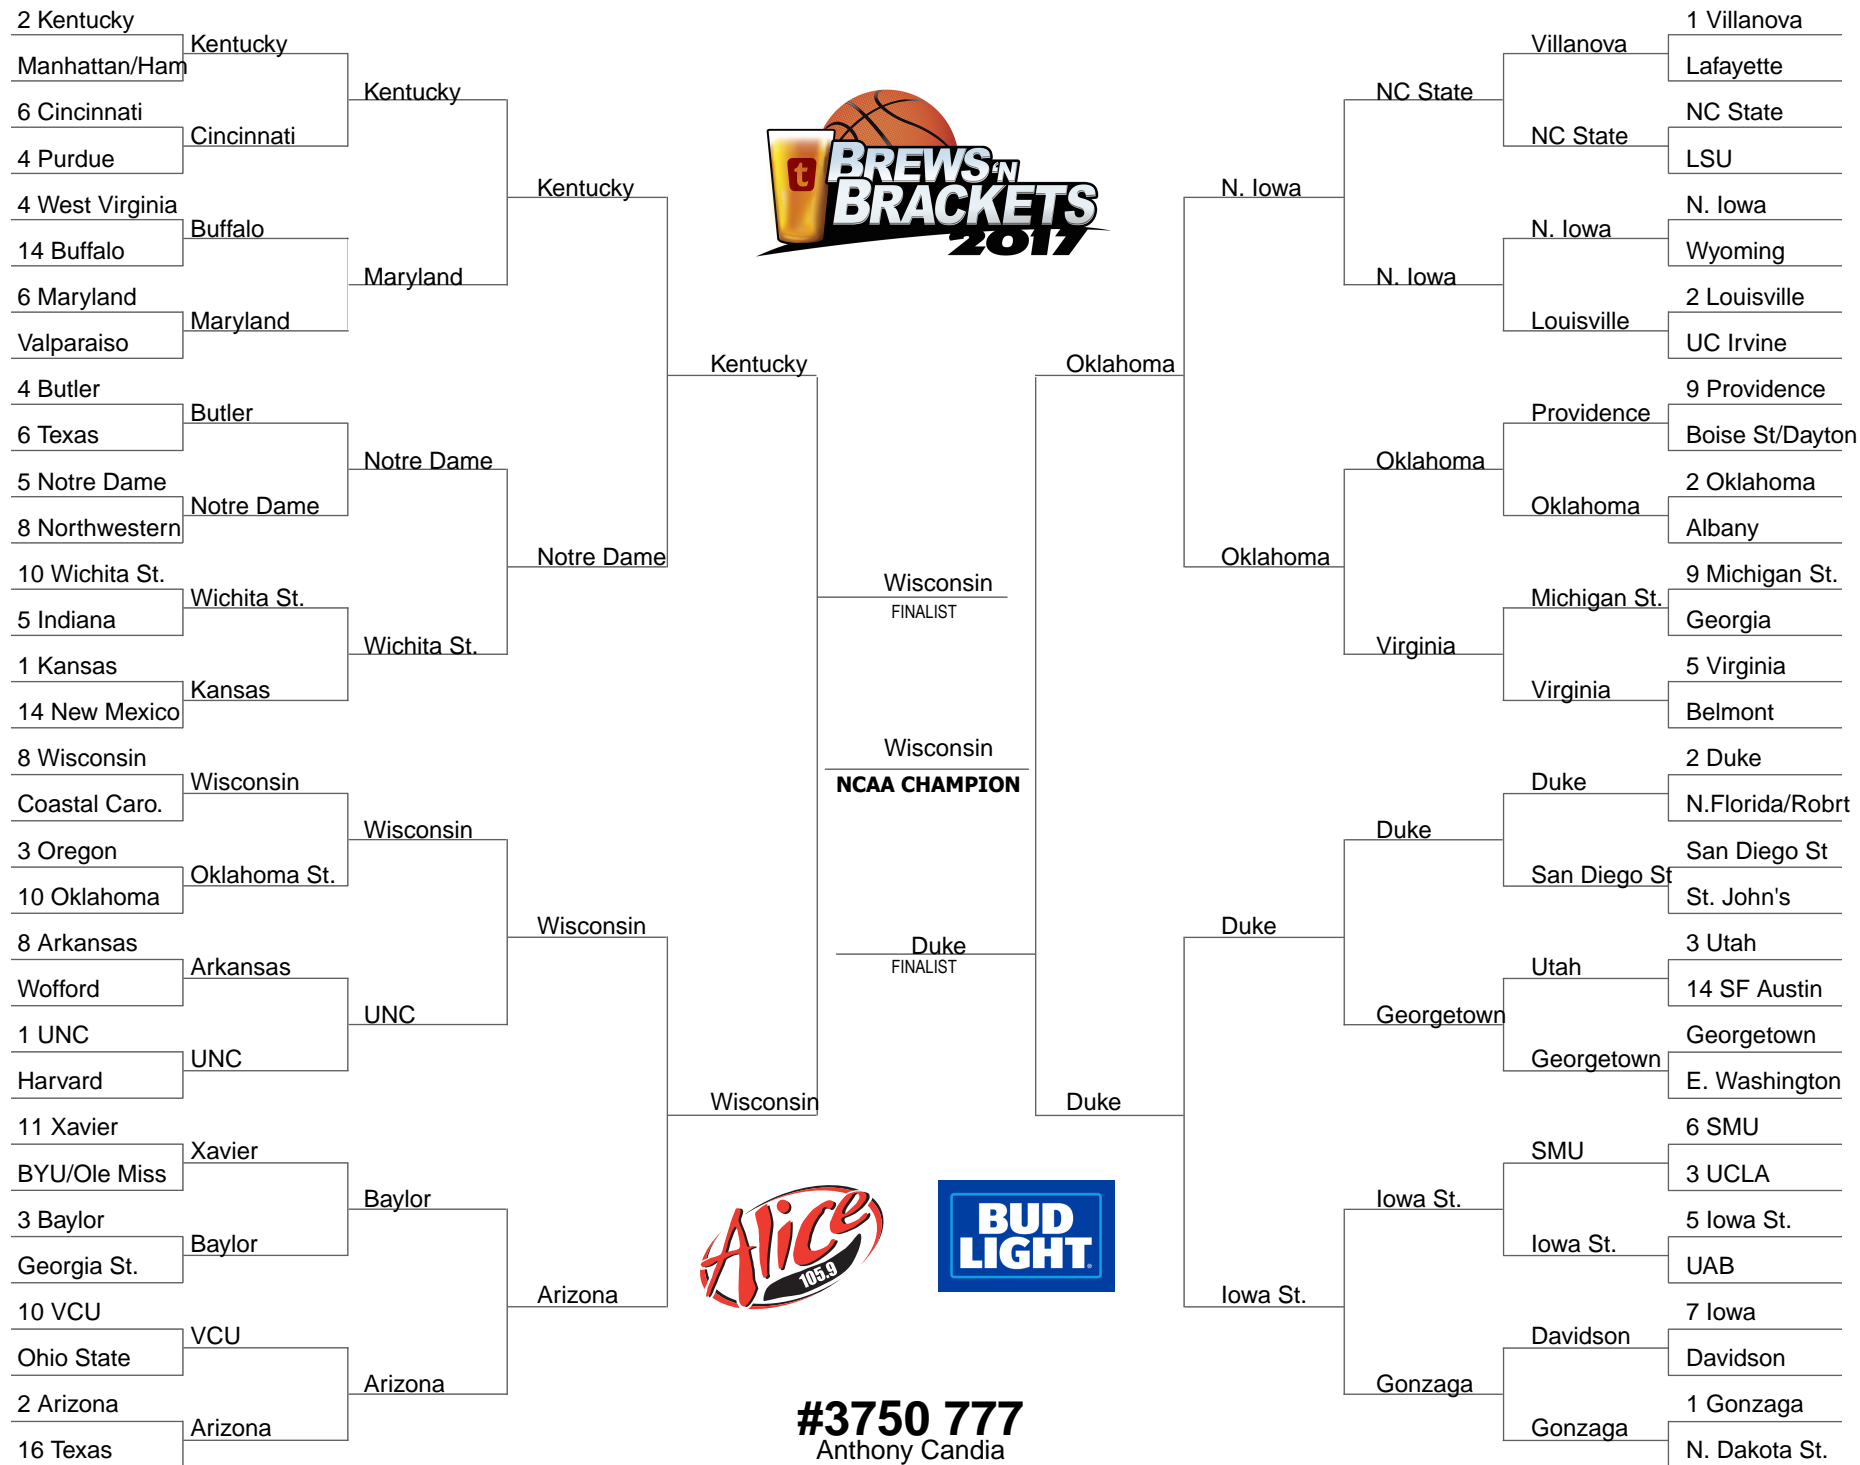 2 Kentucky
Manhattan/Ham
6 Cincinnati
4 Purdue
4 West Virginia
14 Buffalo
6 Maryland
Valparaiso
4 Butler
6 Texas
5 Notre Dame
8 Northwestern
10 Wichita St.
5 Indiana
1 Kansas
14 New Mexico
8 Wisconsin
Coastal Caro.
3 Oregon
10 Oklahoma
8 Arkansas
Wofford
1 UNC
Harvard
11 Xavier
BYU/Ole Miss
3 Baylor
Georgia St.
10 VCU
Ohio State
2 Arizona
16 Texas
Kentucky
Cincinnati
Buffalo
Maryland
Butler
Notre Dame
Wichita St.
Kansas
Wisconsin
Oklahoma St.
Arkansas
UNC
Xavier
Baylor
VCU
Arizona
Kentucky
Maryland
Notre Dame
Wichita St.
Wisconsin
UNC
Baylor
Arizona
Kentucky
Notre Dame
Wisconsin
Arizona
Kentucky
Wisconsin
t
BREWS 'N
BRACKETS
2017
Wisconsin
FINALIST
Wisconsin
NCAA CHAMPION
Duke
FINALIST
Alice
105.9
BUD
LIGHT
#3750 777
Anthony Candia
Oklahoma
Duke
N. Iowa
Oklahoma
Duke
Iowa St.
NC State
N. Iowa
Oklahoma
Virginia
Duke
Georgetown
Iowa St.
Gonzaga
Villanova
NC State
N. Iowa
Louisville
Providence
Oklahoma
Michigan St.
Virginia
Duke
San Diego St
Utah
Georgetown
SMU
Iowa St.
Davidson
Gonzaga
1 Villanova
Lafayette
NC State
LSU
N. Iowa
Wyoming
2 Louisville
UC Irvine
9 Providence
Boise St/Dayton
2 Oklahoma
Albany
9 Michigan St.
Georgia
5 Virginia
Belmont
2 Duke
N.Florida/Robrt
San Diego St
St. John's
3 Utah
14 SF Austin
Georgetown
E. Washington
6 SMU
3 UCLA
5 Iowa St.
UAB
7 Iowa
Davidson
1 Gonzaga
N. Dakota St.